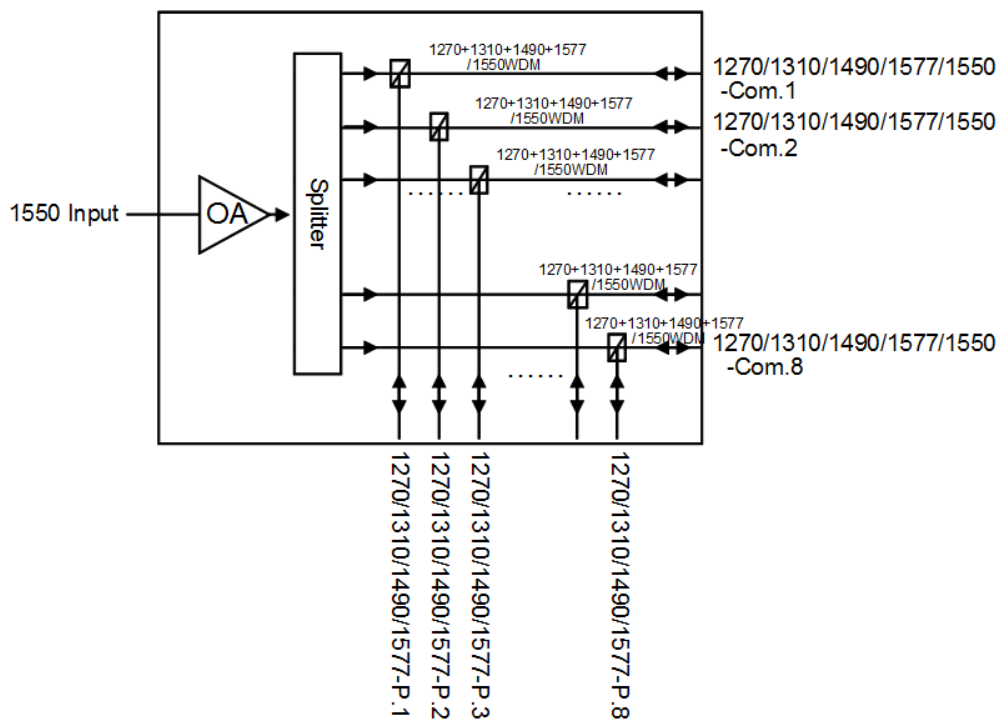 1270+1310+1490+1577
/1550WDM
1270/1310/1490/1577/1550
-Com.1
1270+1310+1490+1577
/1550WDM
1270/1310/1490/1577/1550
-Com.2
1270+1310+1490+1577
/1550WDM
...... ......
1550 Input
OA
Splitter
1270+1310+1490+1577
/1550WDM
1270+1310+1490+1577
/1550WDM
1270/1310/1490/1577/1550
-Com.8
......
1270/1310/1490/1577-P.1
1270/1310/1490/1577-P.2
1270/1310/1490/1577-P.3
1270/1310/1490/1577-P.8